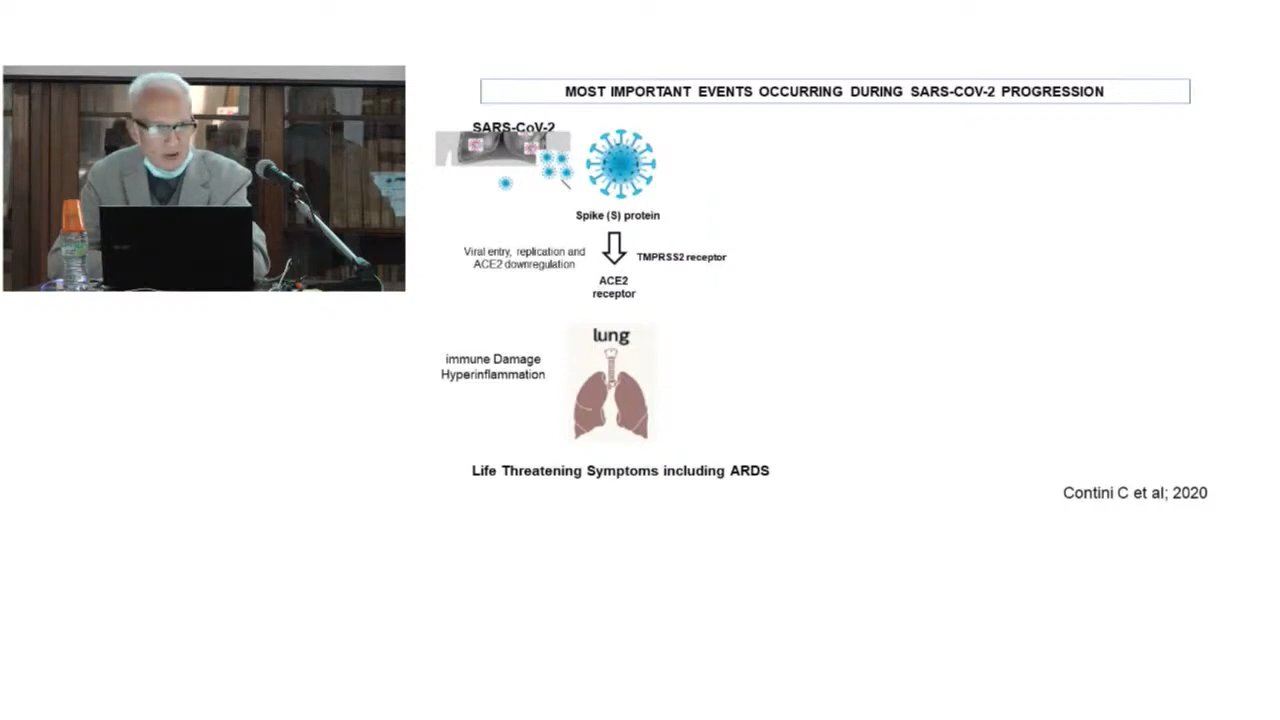 MOST IMPORTANT EVENTS OCCURRING DURING SARS-COV-2 PROGRESSION
SARS-CoV-2
Spike (S) protein
Viral entry, replication and
ACE2 downregulation
TMPRSS2 receptor
ACE2
receptor
lung
immune Damage
Hyperinflammation
Life Threatening Symptoms including ARDS
Contini C et al; 2020